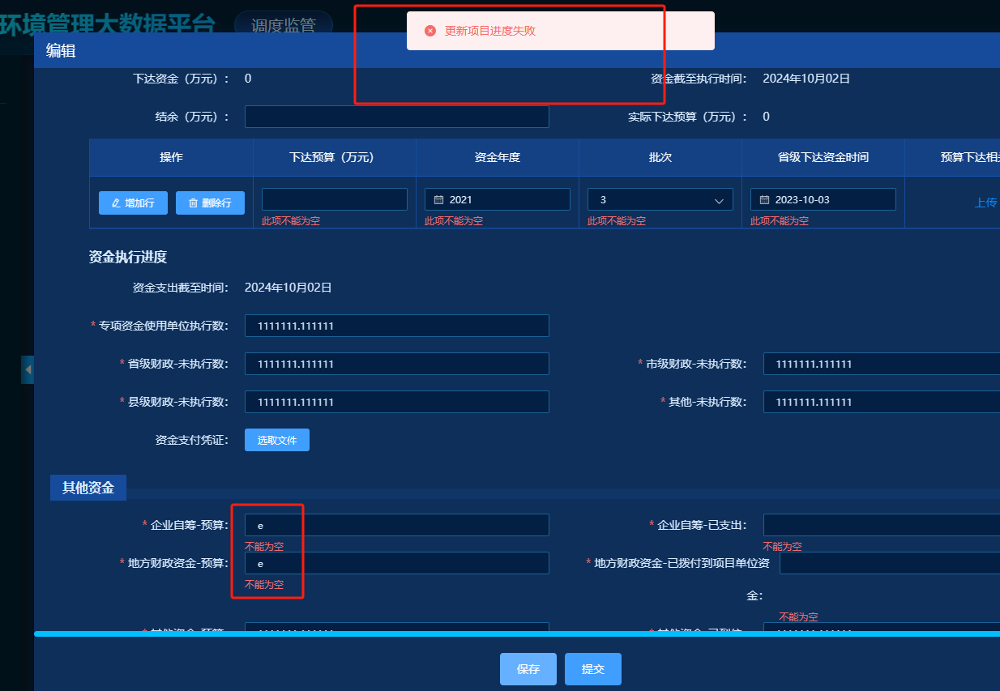 环境管理大数据平台
调度监管
更新项目进度失败
编辑
下达资金（万元）: 0
资金截至执行时间: 2024年10月02日
结余（万元）:
实际下达预算（万元）: 0
操作 下达预算（万元） 资金年度 批次 省级下达资金时间 预算下达相
增加行 删除行 2021 3 2023-10-03 上传
此项不能为空 此项不能为空 此项不能为空 此项不能为空
资金执行进度
资金支出截至时间: 2024年10月02日
* 专项资金使用单位执行数: 1111111.111111
* 省级财政-未执行数: 1111111.111111
* 市级财政-未执行数: 1111111.111111
* 县级财政-未执行数: 1111111.111111
* 其他-未执行数: 1111111.111111
资金支付凭证: 选取文件
其他资金
* 企业自筹-预算: e
* 企业自筹-已支出:
不能为空 不能为空
* 地方财政资金-预算: e
* 地方财政资金-已拨付到项目单位资
金:
不能为空
不能为空
保存 提交